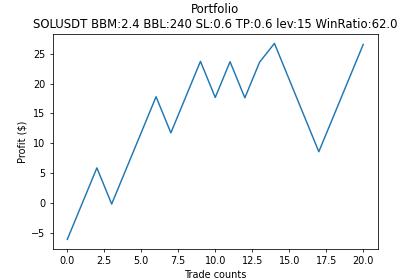 Portfolio
SOLUSDT BBM:2.4 BBL:240 SL:0.6 TP:0.6 lev:15 WinRatio:62.0
25
20
15
10
5
0
−5
Profit ($)
0.0 2.5 5.0 7.5 10.0 12.5 15.0 17.5 20.0
Trade counts